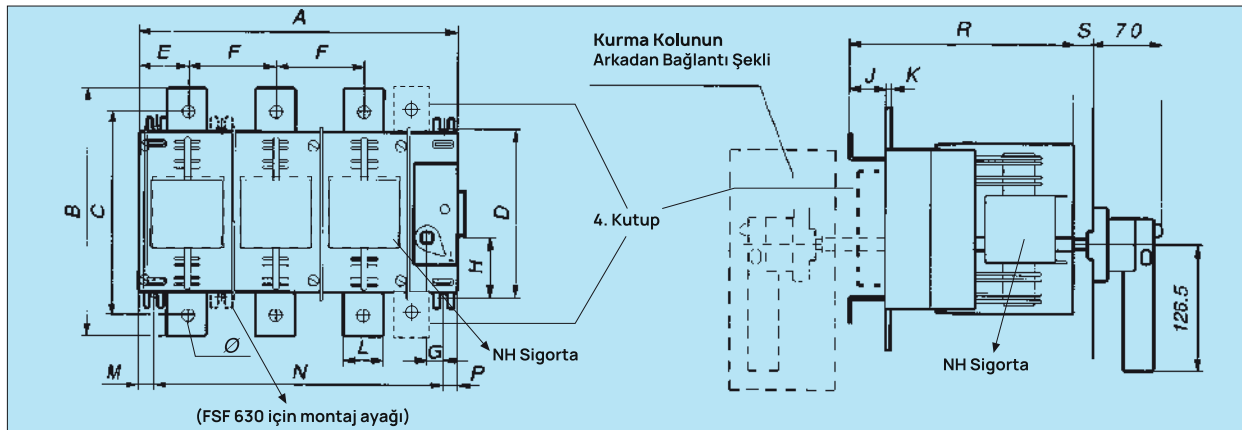 A
E
F
F
B
C
D
H
Ø
L
G
M
N
P
NH Sigorta
(FSF 630 için montaj ayağı)
Kurma Kolunun
Arkadan Bağlantı Şekli
4. Kutup
R
S
70
J
K
126.5
NH Sigorta